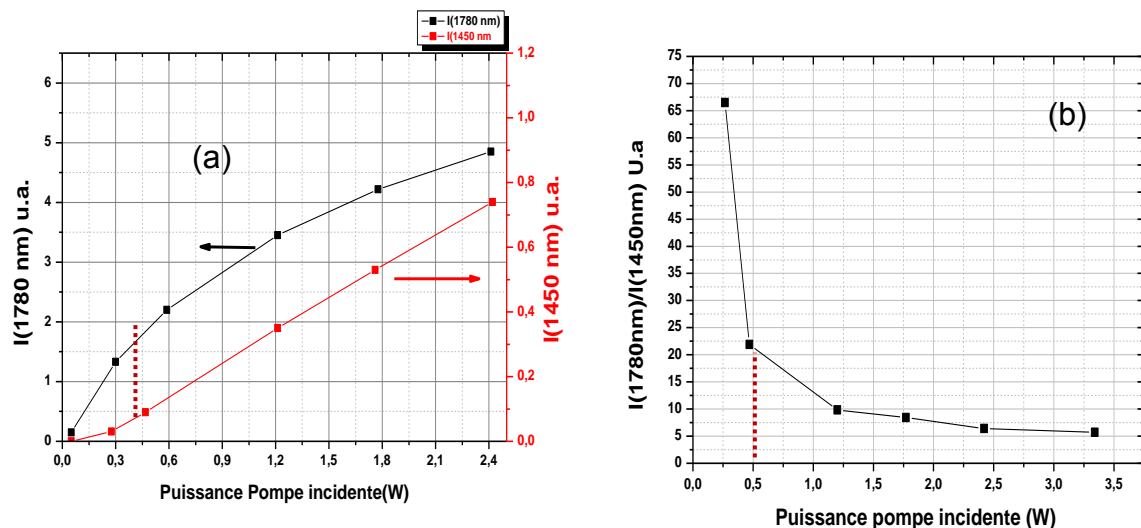 I(1780 nm)
I(1450 nm
(a)
I(1780 nm) u.a.
6
5
4
3
2
1
0
1,2
1,0
0,8
0,6
0,4
0,2
0,0
I(1450 nm) u.a.
0,0 0,3 0,6 0,9 1,2 1,5 1,8 2,1 2,4
Puissance Pompe incidente(W)
(b)
I(1780nm)/I(1450nm) U.a
75
70
65
60
55
50
45
40
35
30
25
20
15
10
5
0
0,0 0,5 1,0 1,5 2,0 2,5 3,0 3,5
Puissance pompe incidente (W)